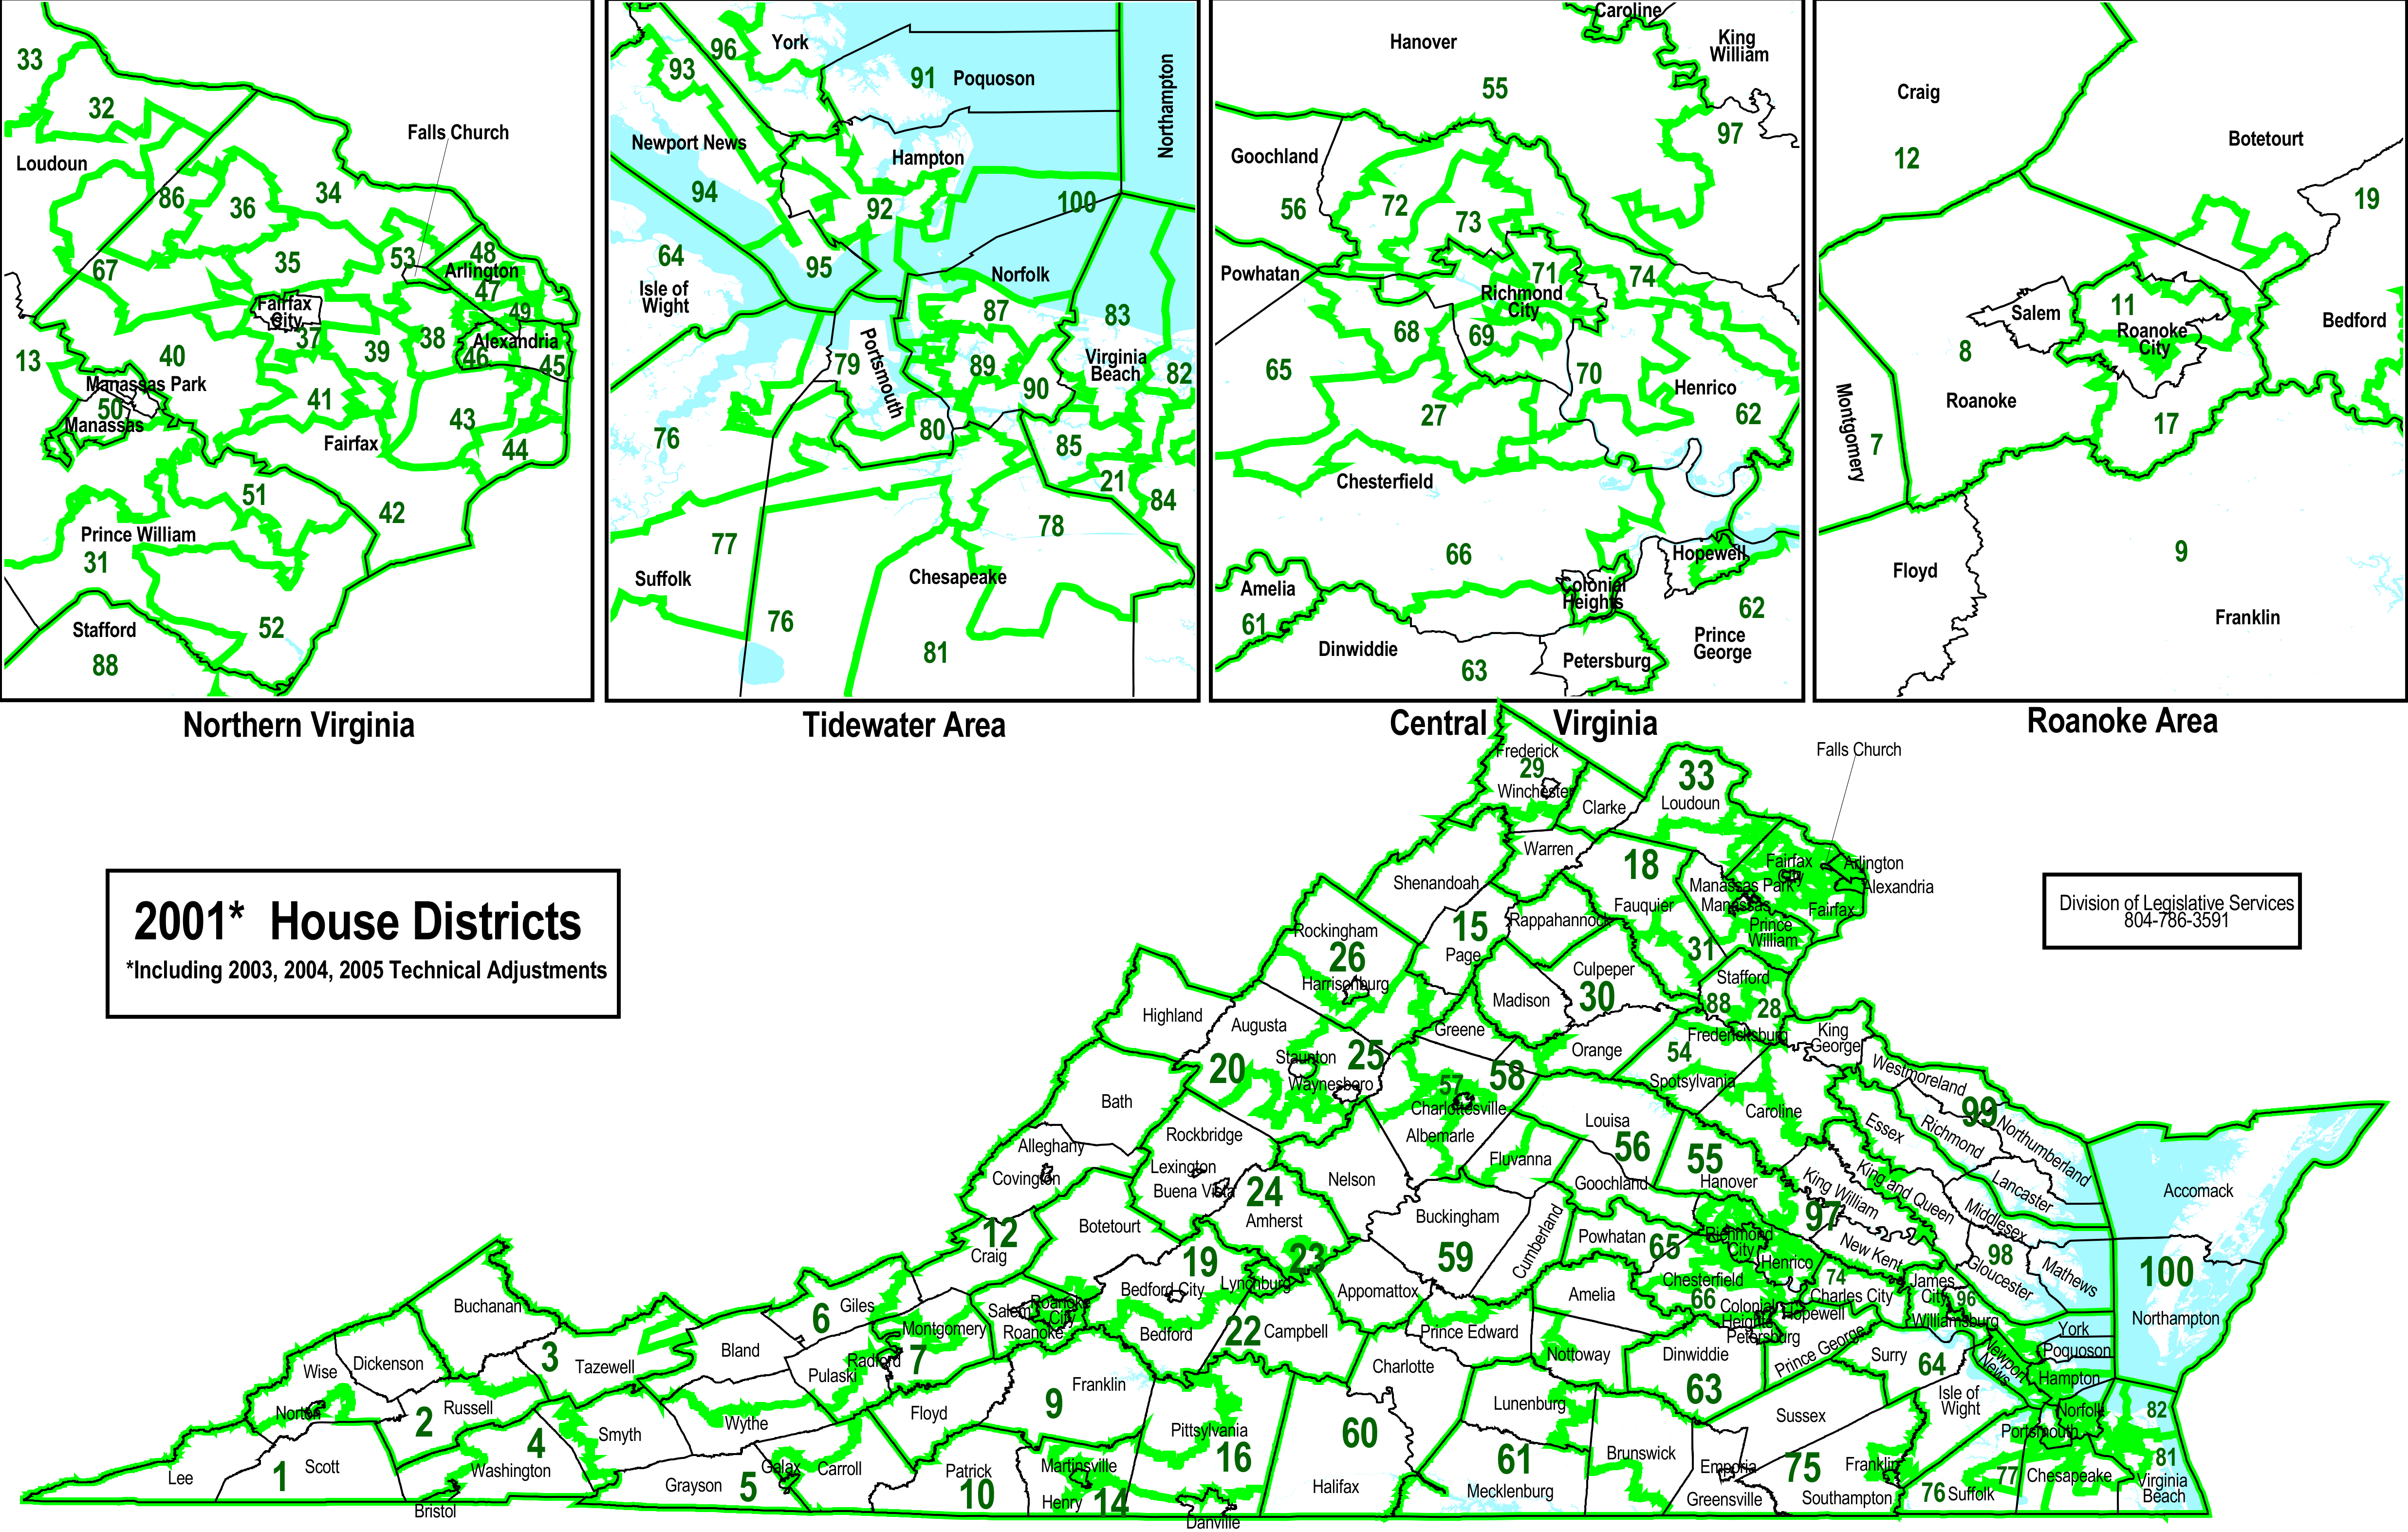 33
32
Loudoun
Falls Church
86
36
34
35
53
48
Arlington
47
67
Fairfax
City
49
37
38
Alexandria
39
46
45
13
40
Manassas Park
50
Manassas
41
43
Fairfax
44
51
42
Prince William
31
52
Stafford
88
Northern Virginia
96
York
93
91
Poquoson
Northampton
Newport News
Hampton
94
92
100
64
95
Norfolk
Isle of
Wight
87
83
Portsmouth
79
89
Virginia
Beach
82
90
76
80
85
21
84
78
77
Suffolk
Chesapeake
76
81
Tidewater Area
Caroline
Hanover
King
William
55
97
Goochland
56
72
73
Powhatan
71
74
Richmond
City
68
69
65
70
Henrico
27
62
Chesterfield
66
Hopewell
Amelia
Colonial
Heights
61
62
Dinwiddie
Prince
George
63
Petersburg
Central Virginia
Craig
12
Botetourt
19
11
Salem
Roanoke
City
Bedford
8
Roanoke
Montgomery
7
17
9
Floyd
Franklin
Roanoke Area
2001* House Districts
*Including 2003, 2004, 2005 Technical Adjustments
Division of Legislative Services
804-786-3591
Frederick
29
Winchester
Clarke
33
Loudoun
Falls Church
Warren
18
Fairfax
City
Arlington
Alexandria
Shenandoah
Manassas Park
Manassas
Fauquier
Fairfax
Rockingham
15
Rappahannock
Prince
William
26
Page
31
Harrisonburg
Culpeper
30
Stafford
Madison
88
28
Highland
Augusta
Greene
Fredericksburg
King
George
Staunton
25
Orange
54
20
Waynesboro
57
58
Spotsylvania
Westmoreland
Bath
Charlottesville
Caroline
99
Louisa
Essex
Richmond
Northumberland
Rockbridge
Albemarle
56
Alleghany
Fluvanna
55
Lexington
Covington
Buena Vista
24
Nelson
Goochland
Hanover
King William
King and Queen
Lancaster
Accomack
Amherst
Buckingham
Cumberland
97
Middlesex
Botetourt
12
Craig
Powhatan
65
Richmond
City
New Kent
98
Mathews
19
23
59
Henrico
Gloucester
100
Bedford City
Lynchburg
Appomattox
Amelia
Chesterfield
66
74
Charles City
James
City
96
Buchanan
6
Giles
Salem
Roanoke
City
Roanoke
Colonial
Heights
Hopewell
Petersburg
Williamsburg
Northampton
Montgomery
Bedford
22
Campbell
Prince Edward
York
Poquoson
3
Bland
Radford
7
Nottoway
Dinwiddie
Prince George
Surry
64
Newport
News
Wise
Dickenson
Tazewell
Pulaski
Charlotte
Hampton
Franklin
9
63
Isle of
Wight
Norton
2
Russell
Wythe
Floyd
Lunenburg
Sussex
Norfolk
82
Smyth
Pittsylvania
60
Portsmouth
4
61
Brunswick
Lee
1
Scott
Washington
Grayson
5
Galax
Carroll
Patrick
10
Martinsville
16
Halifax
Mecklenburg
Emporia
75
Franklin
77
Chesapeake
81
Virginia
Beach
Henry
14
Greensville
Southampton
76
Suffolk
Bristol
Danville